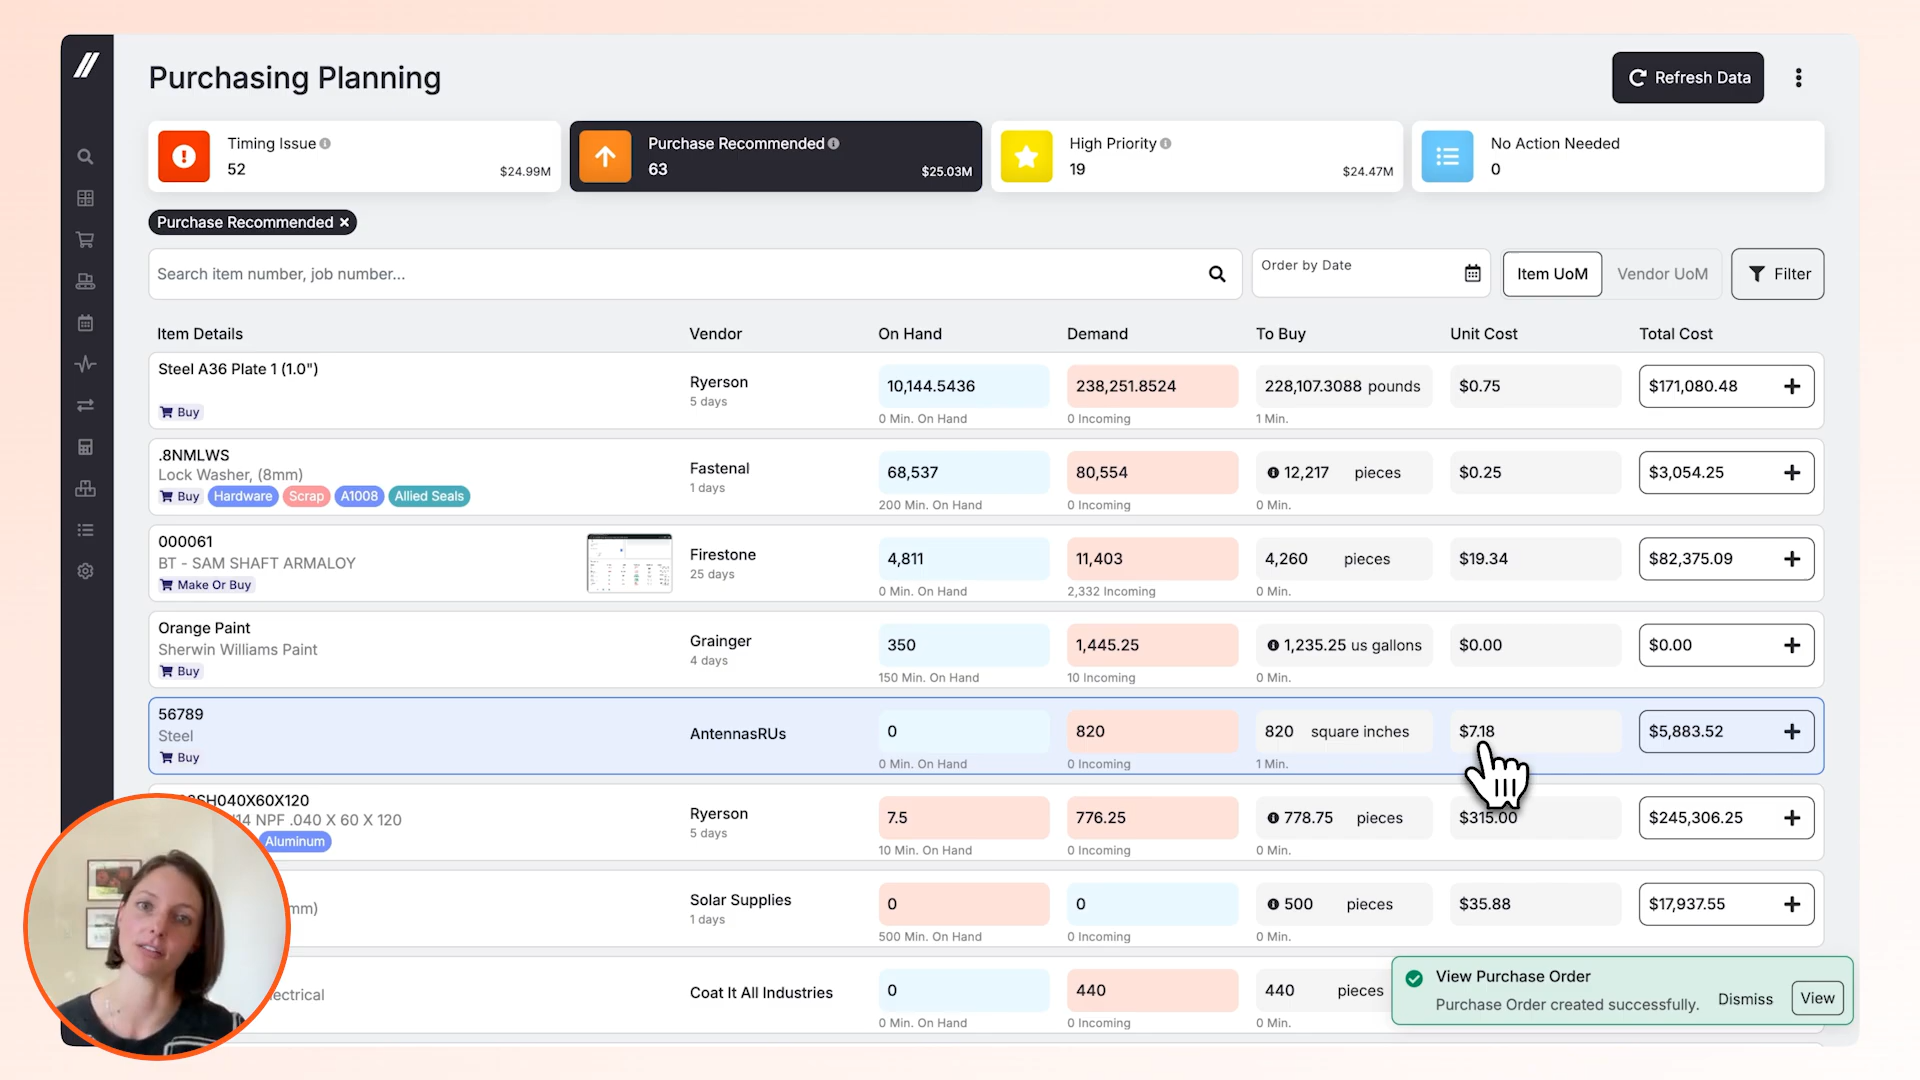 Purchasing Planning
Refresh Data
Timing Issue
52
$24.99M
Purchase Recommended
63
$25.03M
High Priority
19
$24.47M
No Action Needed
0
Purchase Recommended ×
Search item number, job number...
Order by Date
Item UoM
Vendor UoM
Filter
Item Details Vendor On Hand Demand To Buy Unit Cost Total Cost
Steel A36 Plate 1 (1.0")
Buy
Ryerson
5 days
10,144.5436
0 Min. On Hand
238,251.8524
0 Incoming
228,107.3088 pounds
1 Min.
$0.75
$171,080.48
.8NMLWS
Lock Washer, (8mm)
Buy Hardware Scrap A1008 Allied Seals
Fastenal
1 days
68,537
200 Min. On Hand
80,554
0 Incoming
12,217 pieces
0 Min.
$0.25
$3,054.25
000061
BT - SAM SHAFT ARMALOY
Make Or Buy
Firestone
25 days
4,811
0 Min. On Hand
11,403
2,332 Incoming
4,260 pieces
0 Min.
$19.34
$82,375.09
Orange Paint
Sherwin Williams Paint
Buy
Grainger
4 days
350
150 Min. On Hand
1,445.25
10 Incoming
1,235.25 us gallons
0 Min.
$0.00
$0.00
56789
Steel
Buy
AntennasRUs
0
0 Min. On Hand
820
0 Incoming
820 square inches
1 Min.
$7.18
$5,883.52
SH040X60X120
14 NPF .040 X 60 X 120
Aluminum
Ryerson
5 days
7.5
10 Min. On Hand
776.25
0 Incoming
778.75 pieces
0 Min.
$315.00
$245,306.25
mm)
Solar Supplies
1 days
0
500 Min. On Hand
0
0 Incoming
500 pieces
0 Min.
$35.88
$17,937.55
ectrical
Coat It All Industries
0
0 Min. On Hand
440
0 Incoming
440 pieces
0 Min.
View Purchase Order
Purchase Order created successfully.
Dismiss
View